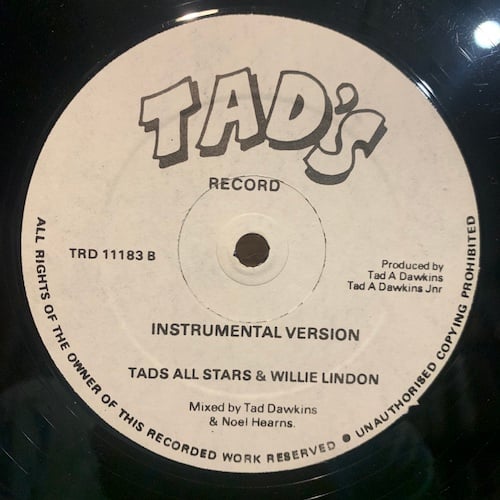 TAD'S
RECORD
TRD 11183 B
Produced by
Tad A Dawkins
Tad A Dawkins Jnr
INSTRUMENTAL VERSION
TADS ALL STARS & WILLIE LINDON
Mixed by Tad Dawkins
& Noel Hearns.
ALL RIGHTS OF THE OWNER OF THIS RECORDED WORK RESERVED ● UNAUTHORISED COPYING PROHIBITED